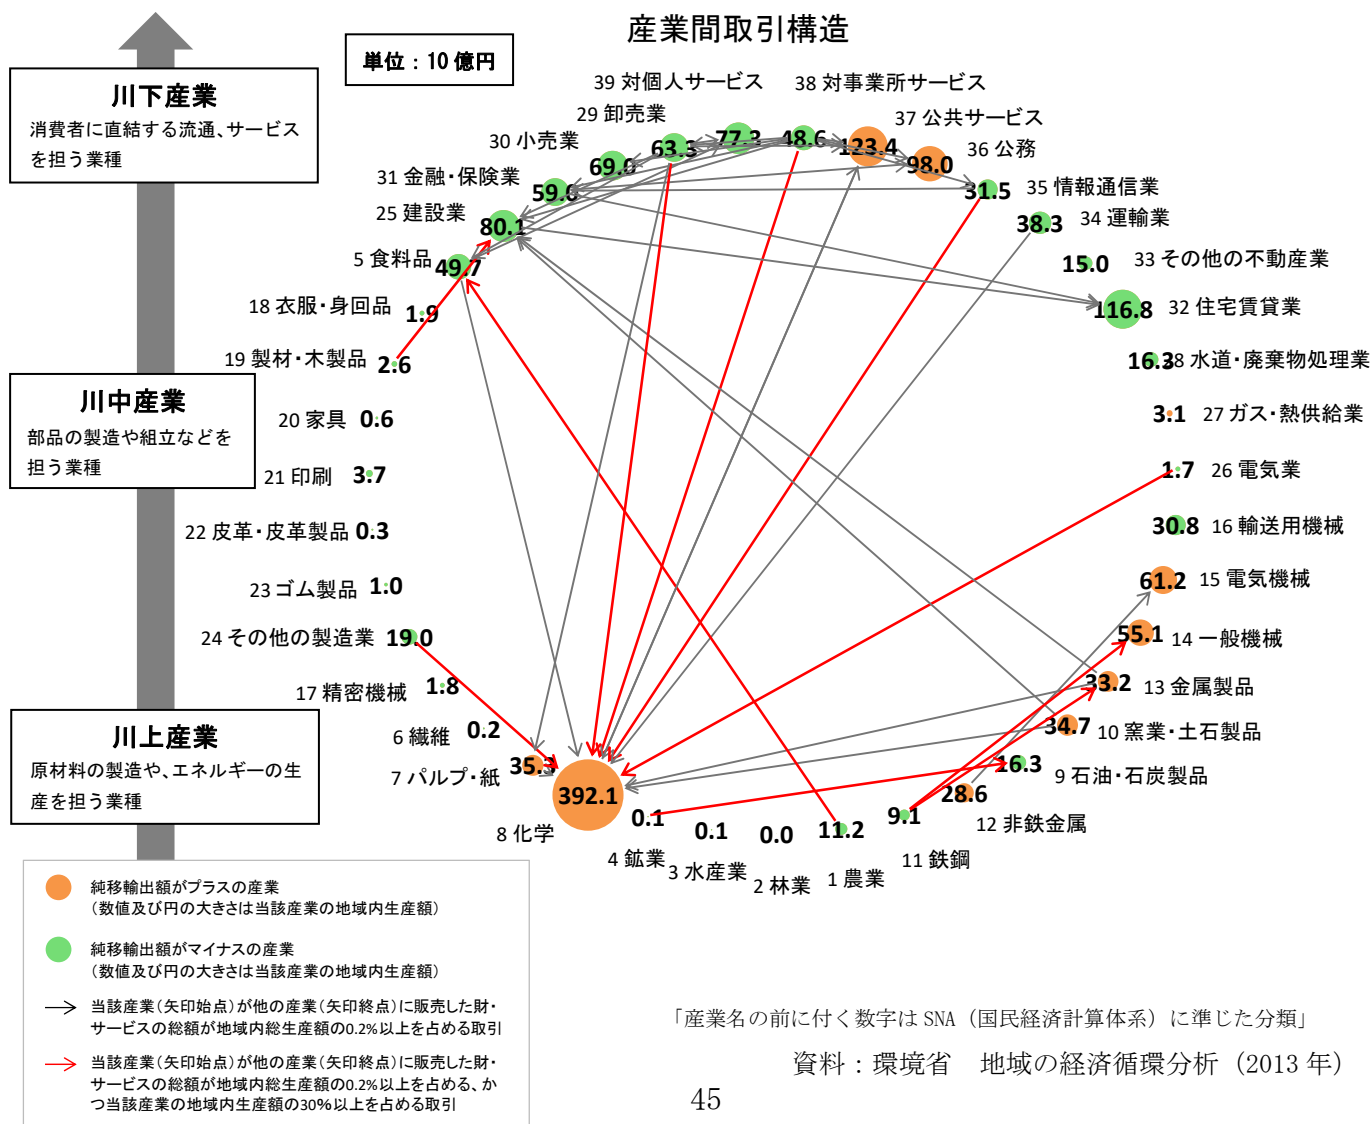 産業間取引構造
単位：10 億円
川下産業
消費者に直結する流通、サービス
を担う業種
川中産業
部品の製造や組立などを
担う業種
川上産業
原材料の製造や、エネルギーの生
産を担う業種
39 対個人サービス
77.3
38 対事業所サービス
48.6
37 公共サービス
123.4
36 公務
98.0
35 情報通信業
31.5
34 運輸業
38.3
33 その他の不動産業
15.0
32 住宅賃貸業
116.8
28 水道・廃棄物処理業
16.3
27 ガス・熱供給業
3.1
26 電気業
1.7
16 輸送用機械
30.8
15 電気機械
61.2
14 一般機械
55.1
13 金属製品
33.2
10 窯業・土石製品
34.7
9 石油・石炭製品
16.3
12 非鉄金属
28.6
11 鉄鋼
9.1
1 農業
11.2
2 林業
0.0
3 水産業
0.1
4 鉱業
0.1
8 化学
392.1
7 パルプ・紙
35.3
6 繊維
0.2
17 精密機械
1.8
24 その他の製造業
19.0
23 ゴム製品
1.0
22 皮革・皮革製品
0.3
21 印刷
3.7
20 家具
0.6
19 製材・木製品
2.6
18 衣服・身回品
1.9
5 食料品
49.7
25 建設業
80.1
31 金融・保険業
59.6
30 小売業
69.0
29 卸売業
63.3
純移輸出額がプラスの産業
（数値及び円の大きさは当該産業の地域内生産額）
純移輸出額がマイナスの産業
（数値及び円の大きさは当該産業の地域内生産額）
当該産業（矢印始点）が他の産業（矢印終点）に販売した財・
サービスの総額が地域内総生産額の0.2%以上を占める取引
当該産業（矢印始点）が他の産業（矢印終点）に販売した財・
サービスの総額が地域内総生産額の0.2%以上を占める、か
つ当該産業の地域内生産額の30%以上を占める取引
「産業名の前に付く数字は SNA（国民経済計算体系）に準じた分類」
資料：環境省　地域の経済循環分析（2013 年）
45